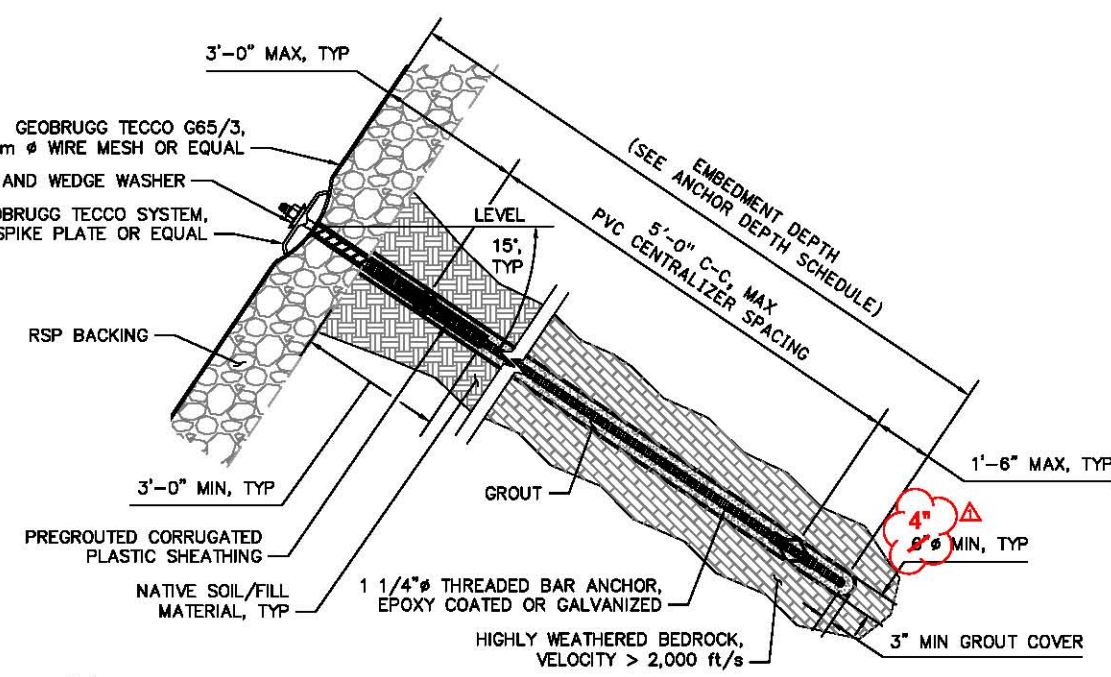 3'-0" MAX, TYP
GEOBRUGG TECCO G65/3,
m ø WIRE MESH OR EQUAL
AND WEDGE WASHER
OBRUGG TECCO SYSTEM,
SPIKE PLATE OR EQUAL
LEVEL
15°,
TYP
EMBEDMENT DEPTH
(SEE ANCHOR DEPTH SCHEDULE)
5'-0" C-C, MAX
PVC CENTRALIZER SPACING
RSP BACKING
3'-0" MIN, TYP
GROUT
1'-6" MAX, TYP
4"
1
6"ø MIN, TYP
PREGROUTED CORRUGATED
PLASTIC SHEATHING
NATIVE SOIL/FILL
MATERIAL, TYP
1 1/4"ø THREADED BAR ANCHOR,
EPOXY COATED OR GALVANIZED
HIGHLY WEATHERED BEDROCK,
VELOCITY > 2,000 ft/s
3" MIN GROUT COVER